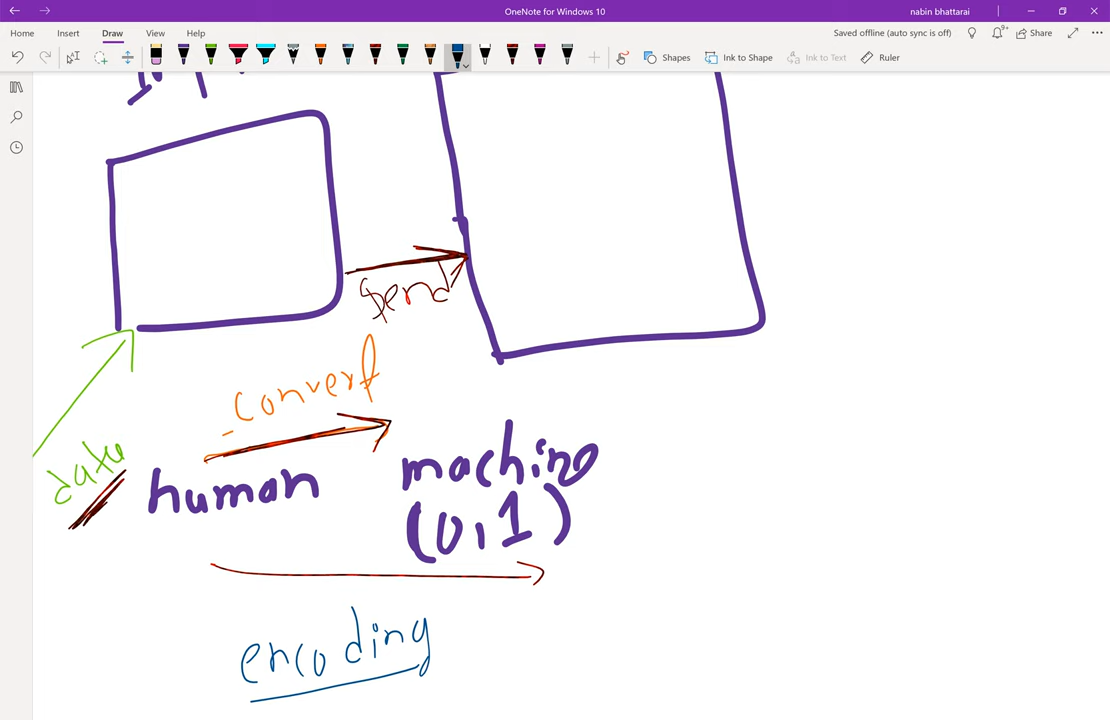 OneNote for Windows 10
nabin bhattarai
Home Insert Draw View Help
Saved offline (auto sync is off)
9+
Share
Shapes
Ink to Shape
Ink to Text
Ruler
Send
Convert
data
human
machine
(0,1)
encoding